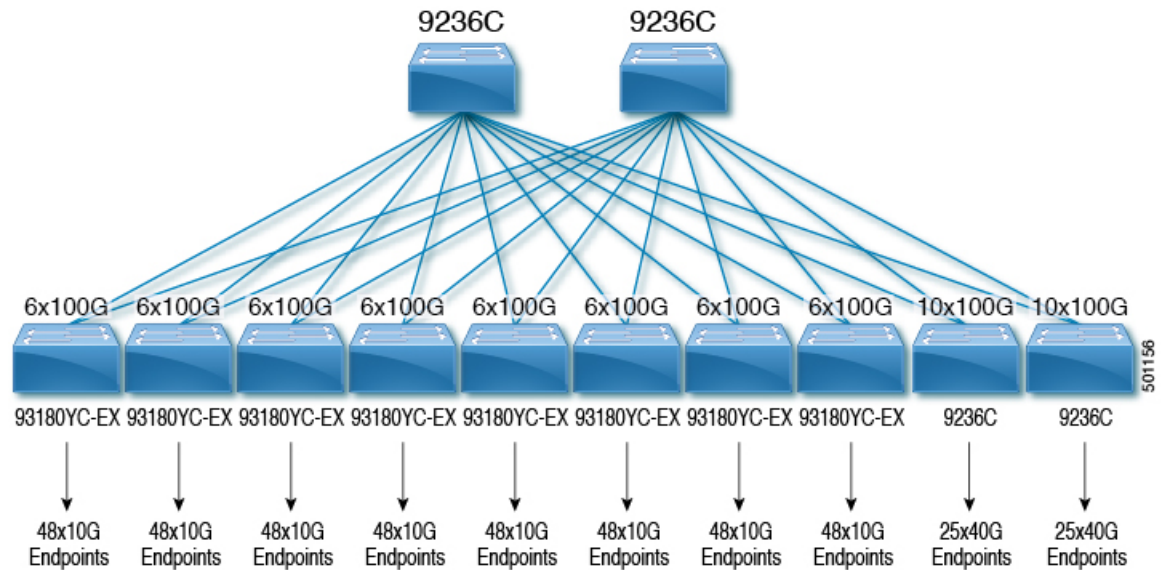 9236C 9236C
6x100G 6x100G 6x100G 6x100G 6x100G 6x100G 6x100G 6x100G 10x100G 10x100G
501156
93180YC-EX 93180YC-EX 93180YC-EX 93180YC-EX 93180YC-EX 93180YC-EX 93180YC-EX 93180YC-EX 9236C 9236C
48x10G 48x10G 48x10G 48x10G 48x10G 48x10G 48x10G 48x10G 25x40G 25x40G
Endpoints Endpoints Endpoints Endpoints Endpoints Endpoints Endpoints Endpoints Endpoints Endpoints